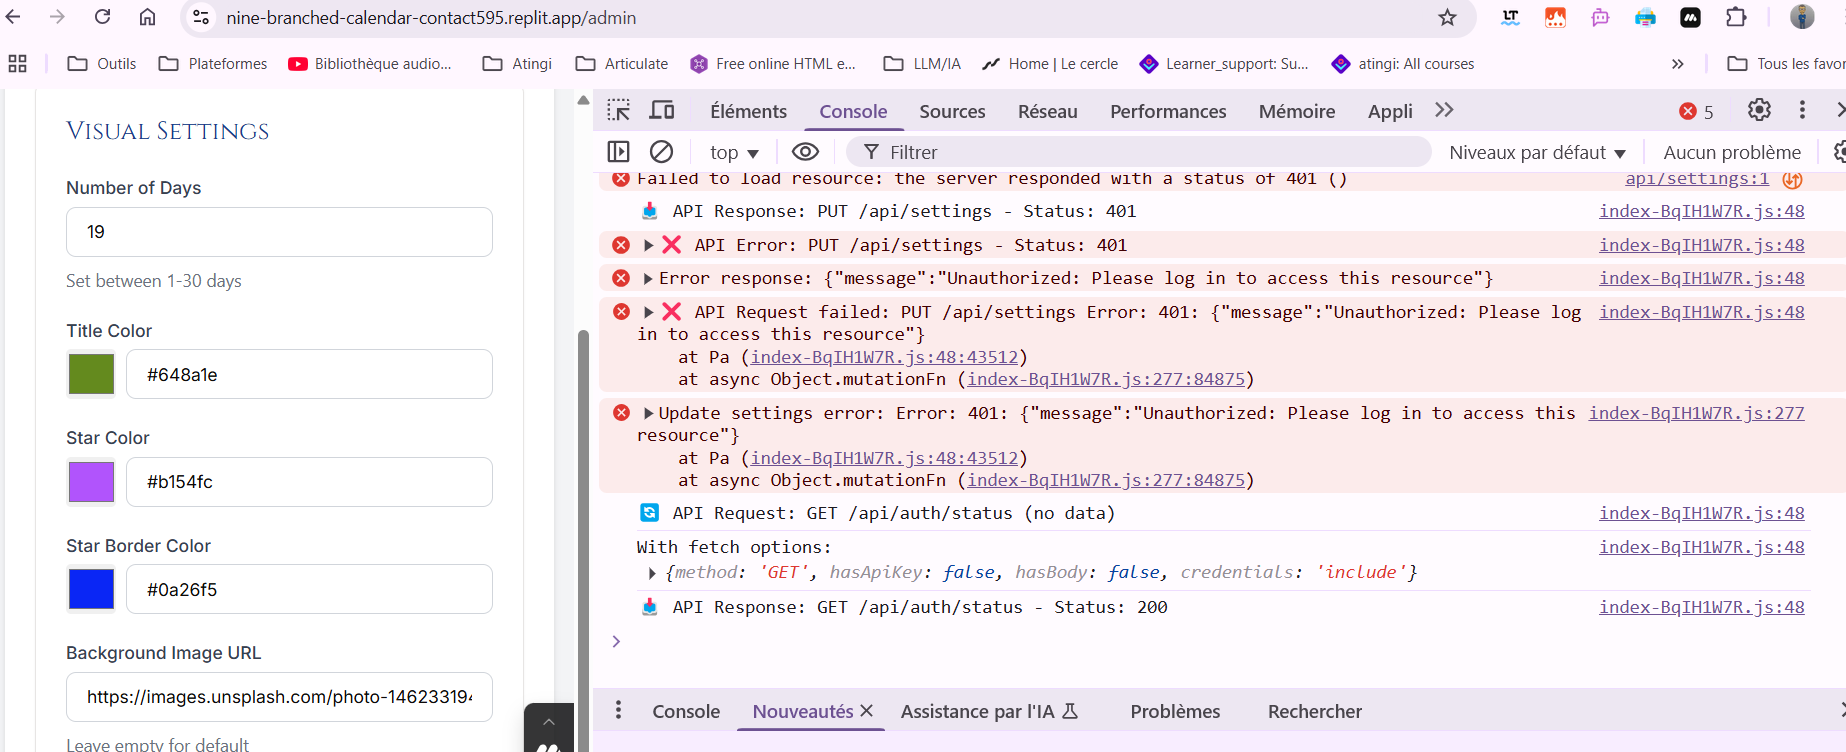 nine-branched-calendar-contact595.replit.app/admin
Outils
Plateformes
Bibliothèque audio...
Atingi
Articulate
Free online HTML e...
LLM/IA
Home | Le cercle
Learner_support: Su...
atingi: All courses
»
Tous les favor
VISUAL SETTINGS
Number of Days
19
Set between 1-30 days
Title Color
#648a1e
Star Color
#b154fc
Star Border Color
#0a26f5
Background Image URL
https://images.unsplash.com/photo-146233194
Leave empty for default
Éléments
Console
Sources
Réseau
Performances
Mémoire
Appli
5
top
Filtrer
Niveaux par défaut
Aucun problème
Failed to load resource: the server responded with a status of 401 () api/settings:1
API Response: PUT /api/settings - Status: 401 index-BqIH1W7R.js:48
API Error: PUT /api/settings - Status: 401 index-BqIH1W7R.js:48
Error response: {"message":"Unauthorized: Please log in to access this resource"} index-BqIH1W7R.js:48
API Request failed: PUT /api/settings Error: 401: {"message":"Unauthorized: Please log index-BqIH1W7R.js:48
in to access this resource"}
at Pa (index-BqIH1W7R.js:48:43512)
at async Object.mutationFn (index-BqIH1W7R.js:277:84875)
Update settings error: Error: 401: {"message":"Unauthorized: Please log in to access this index-BqIH1W7R.js:277
resource"}
at Pa (index-BqIH1W7R.js:48:43512)
at async Object.mutationFn (index-BqIH1W7R.js:277:84875)
API Request: GET /api/auth/status (no data) index-BqIH1W7R.js:48
With fetch options: index-BqIH1W7R.js:48
{method: 'GET', hasApiKey: false, hasBody: false, credentials: 'include'}
API Response: GET /api/auth/status - Status: 200 index-BqIH1W7R.js:48
Console
Nouveautés
Assistance par l'IA
Problèmes
Rechercher